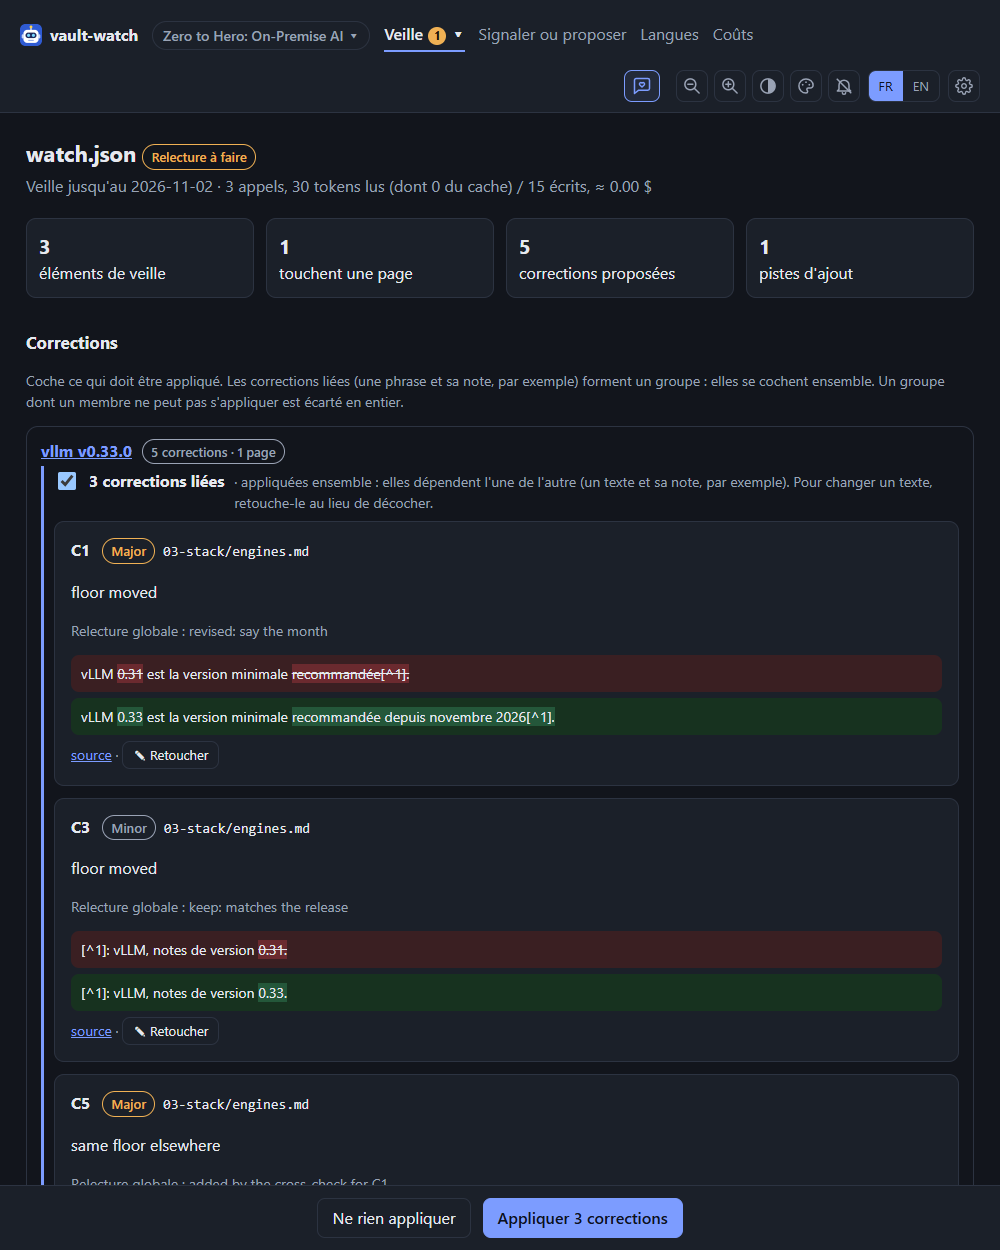 vault-watch
Zero to Hero: On-Premise AI ▾
Veille 1 ▾
Signaler ou proposer
Langues
Coûts
FR
EN
watch.json
Relecture à faire
Veille jusqu'au 2026-11-02 · 3 appels, 30 tokens lus (dont 0 du cache) / 15 écrits, ≈ 0.00 $
3
éléments de veille
1
touchent une page
5
corrections proposées
1
pistes d'ajout
Corrections
Coche ce qui doit être appliqué. Les corrections liées (une phrase et sa note, par exemple) forment un groupe : elles se cochent ensemble. Un groupe
dont un membre ne peut pas s'appliquer est écarté en entier.
vllm v0.33.0
5 corrections · 1 page
3 corrections liées · appliquées ensemble : elles dépendent l'une de l'autre (un texte et sa note, par exemple). Pour changer un texte,
retouche-le au lieu de décocher.
C1 Major 03-stack/engines.md
floor moved
Relecture globale : revised: say the month
vLLM 0.31 est la version minimale recommandée[^1].
vLLM 0.33 est la version minimale recommandée depuis novembre 2026[^1].
source · Retoucher
C3 Minor 03-stack/engines.md
floor moved
Relecture globale : keep: matches the release
[^1]: vLLM, notes de version 0.31.
[^1]: vLLM, notes de version 0.33.
source · Retoucher
C5 Major 03-stack/engines.md
same floor elsewhere
Relecture globale : added by the cross-check for C1
Ne rien appliquer
Appliquer 3 corrections